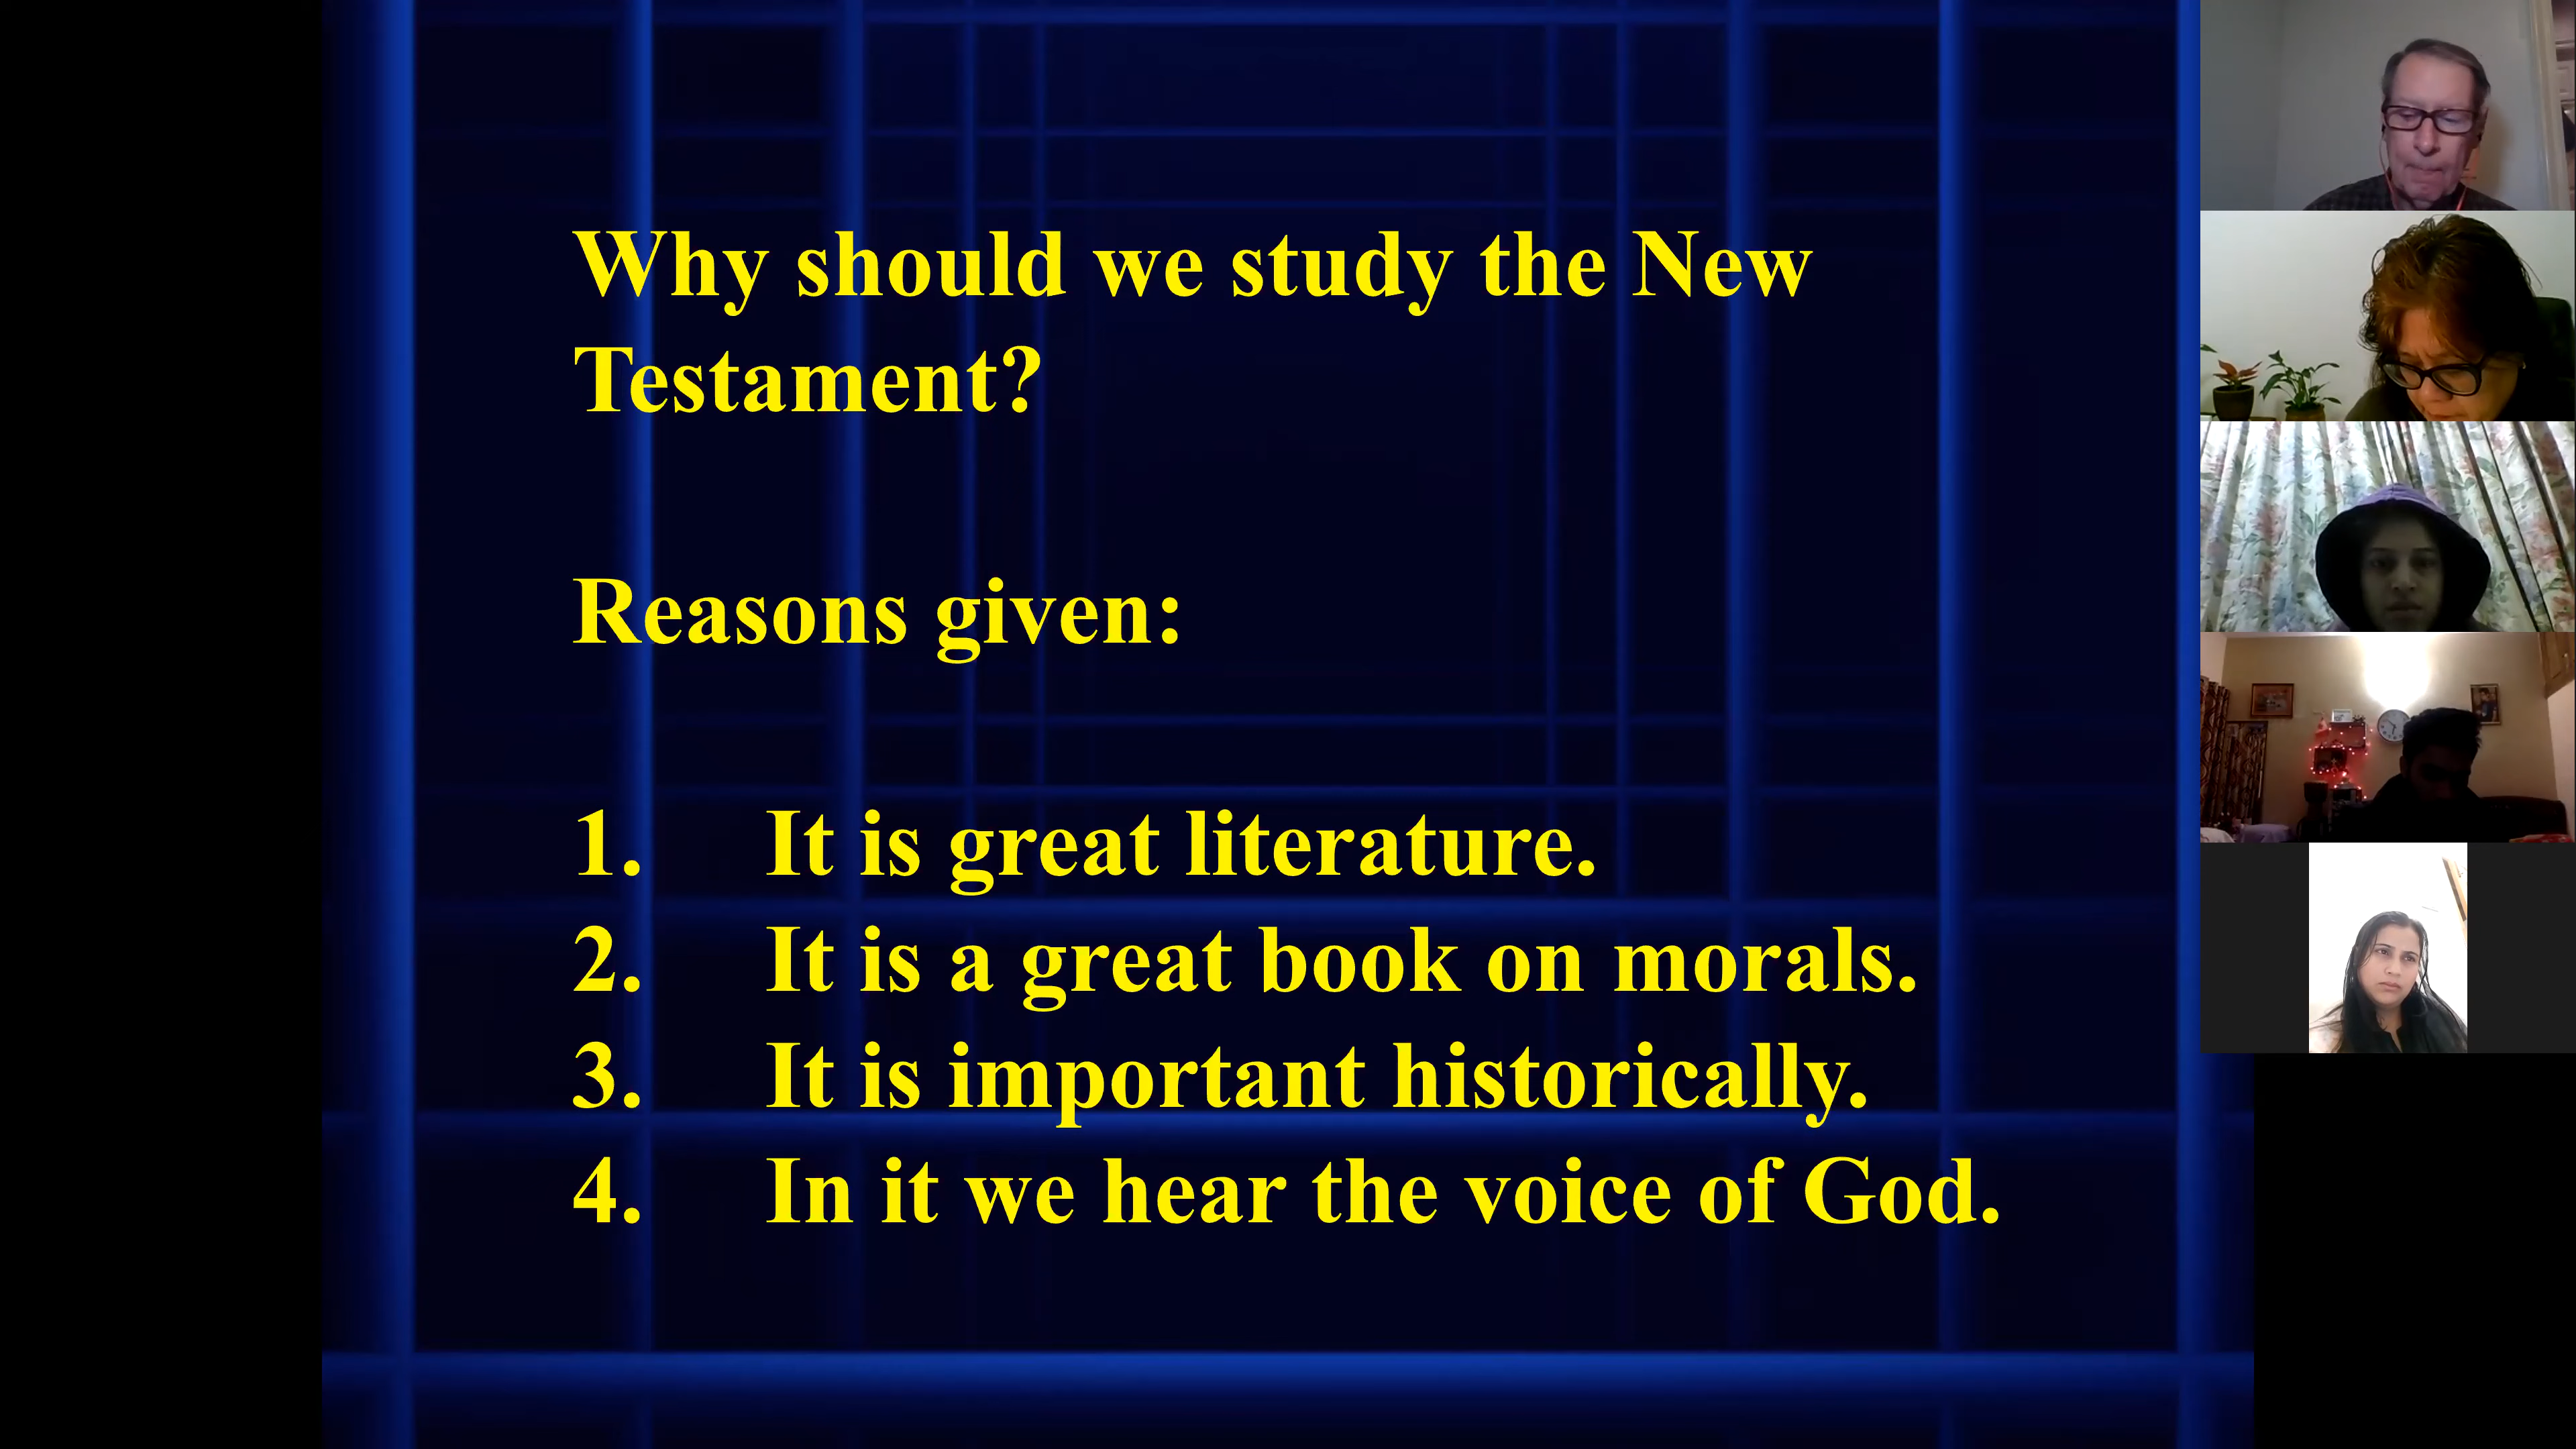 Why should we study the New
Testament?
Reasons given:
1. It is great literature.
2. It is a great book on morals.
3. It is important historically.
4. In it we hear the voice of God.